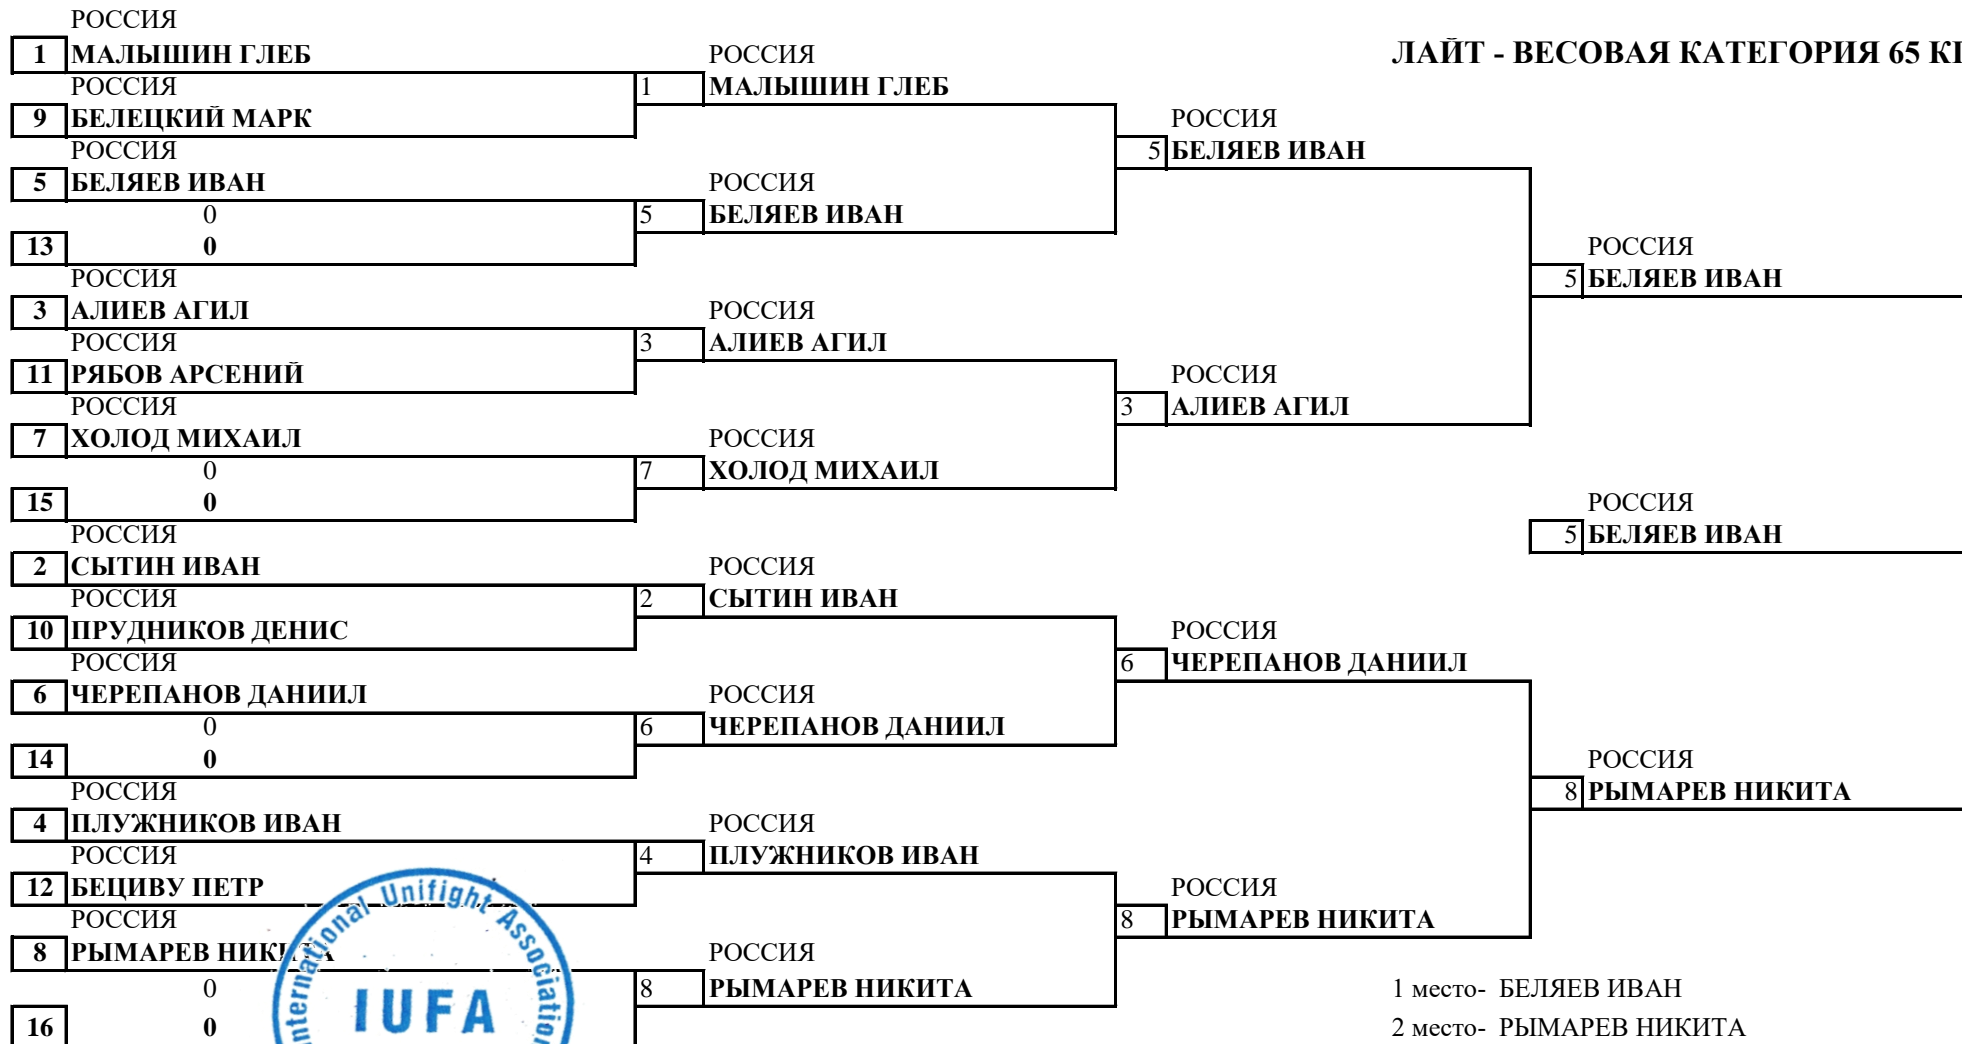 ЛАЙТ - ВЕСОВАЯ КАТЕГОРИЯ 65 КГ
РОССИЯ
1 МАЛЫШИН ГЛЕБ
РОССИЯ
9 БЕЛЕЦКИЙ МАРК
РОССИЯ
5 БЕЛЯЕВ ИВАН
0
13 0
РОССИЯ
3 АЛИЕВ АГИЛ
РОССИЯ
11 РЯБОВ АРСЕНИЙ
РОССИЯ
7 ХОЛОД МИХАИЛ
0
15 0
РОССИЯ
2 СЫТИН ИВАН
РОССИЯ
10 ПРУДНИКОВ ДЕНИС
РОССИЯ
6 ЧЕРЕПАНОВ ДАНИИЛ
0
14 0
РОССИЯ
4 ПЛУЖНИКОВ ИВАН
РОССИЯ
12 БЕЦИВУ ПЕТР
РОССИЯ
8 РЫМАРЕВ НИКИТА
0
16 0
РОССИЯ
1 МАЛЫШИН ГЛЕБ
РОССИЯ
5 БЕЛЯЕВ ИВАН
РОССИЯ
3 АЛИЕВ АГИЛ
РОССИЯ
7 ХОЛОД МИХАИЛ
РОССИЯ
2 СЫТИН ИВАН
РОССИЯ
6 ЧЕРЕПАНОВ ДАНИИЛ
РОССИЯ
4 ПЛУЖНИКОВ ИВАН
РОССИЯ
8 РЫМАРЕВ НИКИТА
РОССИЯ
5 БЕЛЯЕВ ИВАН
РОССИЯ
3 АЛИЕВ АГИЛ
РОССИЯ
6 ЧЕРЕПАНОВ ДАНИИЛ
РОССИЯ
8 РЫМАРЕВ НИКИТА
РОССИЯ
5 БЕЛЯЕВ ИВАН
РОССИЯ
5 БЕЛЯЕВ ИВАН
РОССИЯ
8 РЫМАРЕВ НИКИТА
1 место- БЕЛЯЕВ ИВАН
2 место- РЫМАРЕВ НИКИТА
International Unifight Association
IUFA